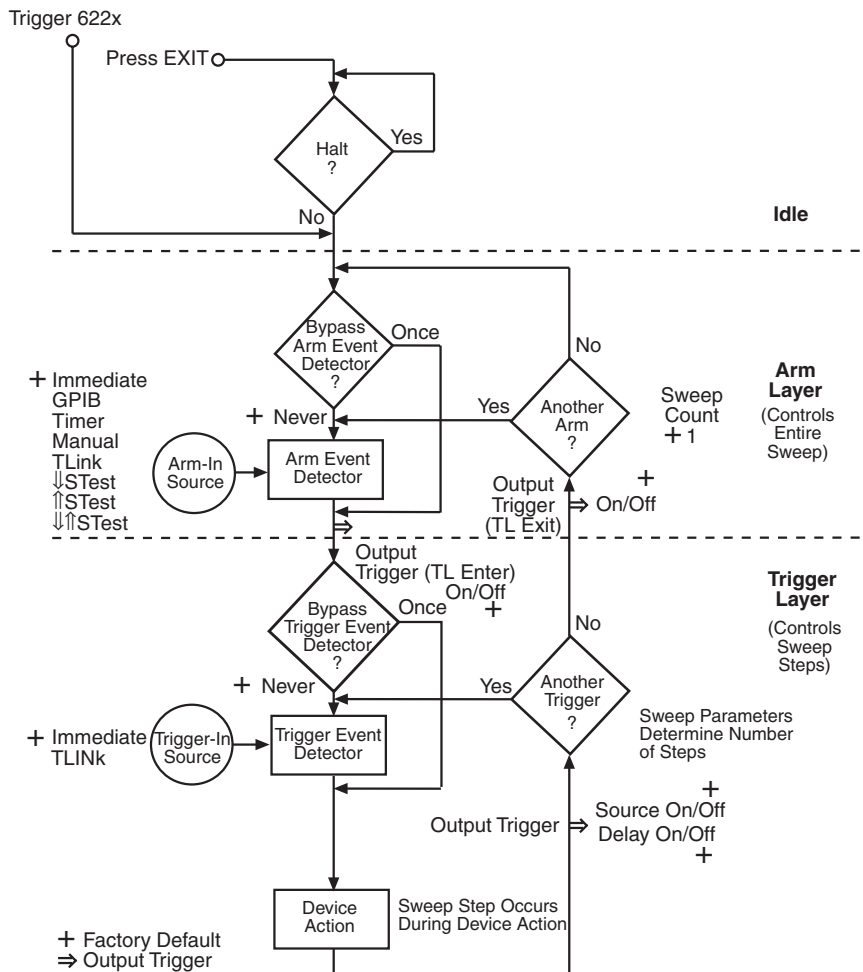 Trigger 622x
Press EXIT
Halt
?
Yes
No
Idle
Bypass
Arm Event
Detector
?
Once
+ Never
+ Immediate
GPIB
Timer
Manual
TLink
⇓STest
⇑STest
⇓⇑STest
Arm-In
Source
Arm Event
Detector
No
Yes
Another
Arm
?
Sweep
Count
+ 1
Arm
Layer
(Controls
Entire
Sweep)
Output
Trigger
(TL Exit)
+
⇒ On/Off
⇒
Output
Trigger (TL Enter)
On/Off
+
Bypass
Trigger Event
Detector
?
Once
+ Never
+ Immediate
TLINk
Trigger-In
Source
Trigger Event
Detector
No
Yes
Another
Trigger
?
Trigger
Layer
(Controls
Sweep
Steps)
Sweep Parameters
Determine Number
of Steps
+
Output Trigger ⇒ Source On/Off
Delay On/Off
+
Device
Action
Sweep Step Occurs
During Device Action
+ Factory Default
⇒ Output Trigger